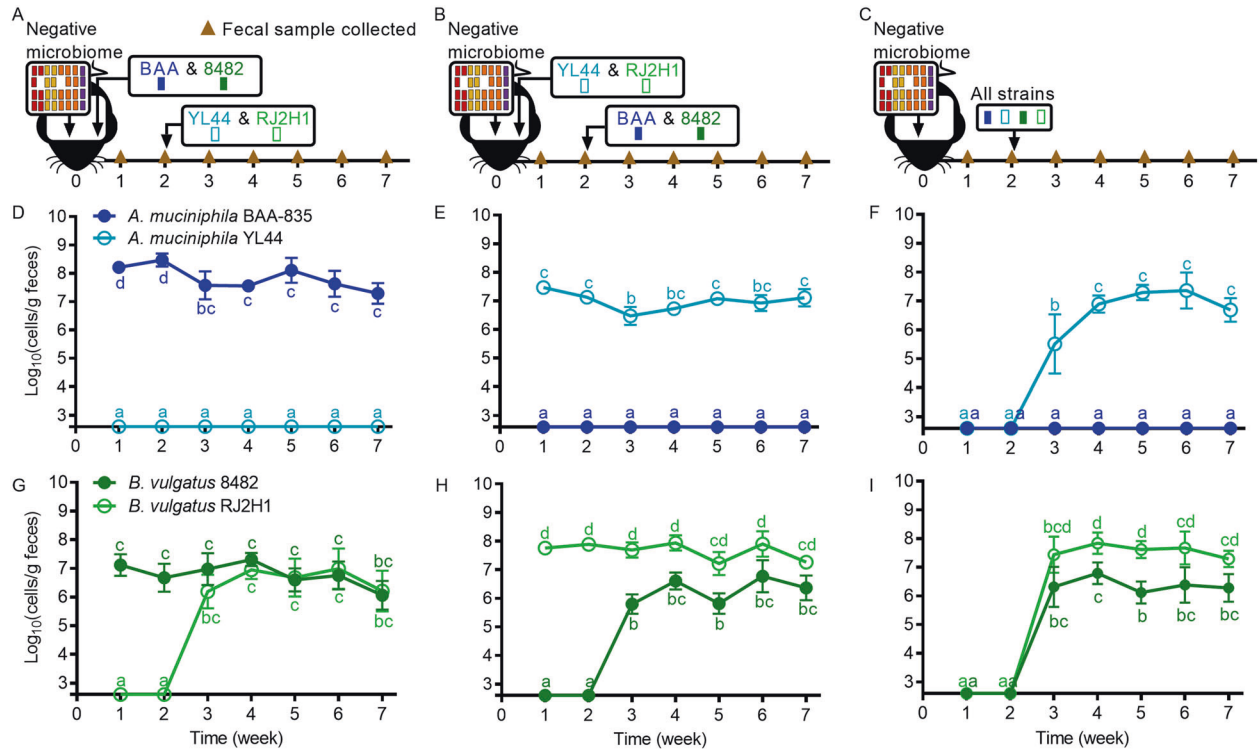 A
Negative
microbiome
Fecal sample collected
BAA & 8482
YL44 & RJ2H1
0 1 2 3 4 5 6 7
B
Negative
microbiome
YL44 & RJ2H1
BAA & 8482
0 1 2 3 4 5 6 7
C
Negative
microbiome
All strains
0 1 2 3 4 5 6 7
D
A. muciniphila BAA-835
A. muciniphila YL44
Log10(cells/g feces)
10
9
8
7
6
5
4
3
d d bc c c c c
a a a a a a a
0 1 2 3 4 5 6 7
E
10
9
8
7
6
5
4
3
c c b bc c bc c
a a a a a a a
0 1 2 3 4 5 6 7
F
10
9
8
7
6
5
4
3
b c c c c
aa aa a a a a a
0 1 2 3 4 5 6 7
G
B. vulgatus 8482
B. vulgatus RJ2H1
Log10(cells/g feces)
10
9
8
7
6
5
4
3
c c c c c c bc
a a bc c c c bc
0 1 2 3 4 5 6 7
Time (week)
H
10
9
8
7
6
5
4
3
d d d d cd d cd
a a b bc b bc bc
0 1 2 3 4 5 6 7
Time (week)
I
10
9
8
7
6
5
4
3
bcd d d cd d
aa aa bc c b bc bc
0 1 2 3 4 5 6 7
Time (week)